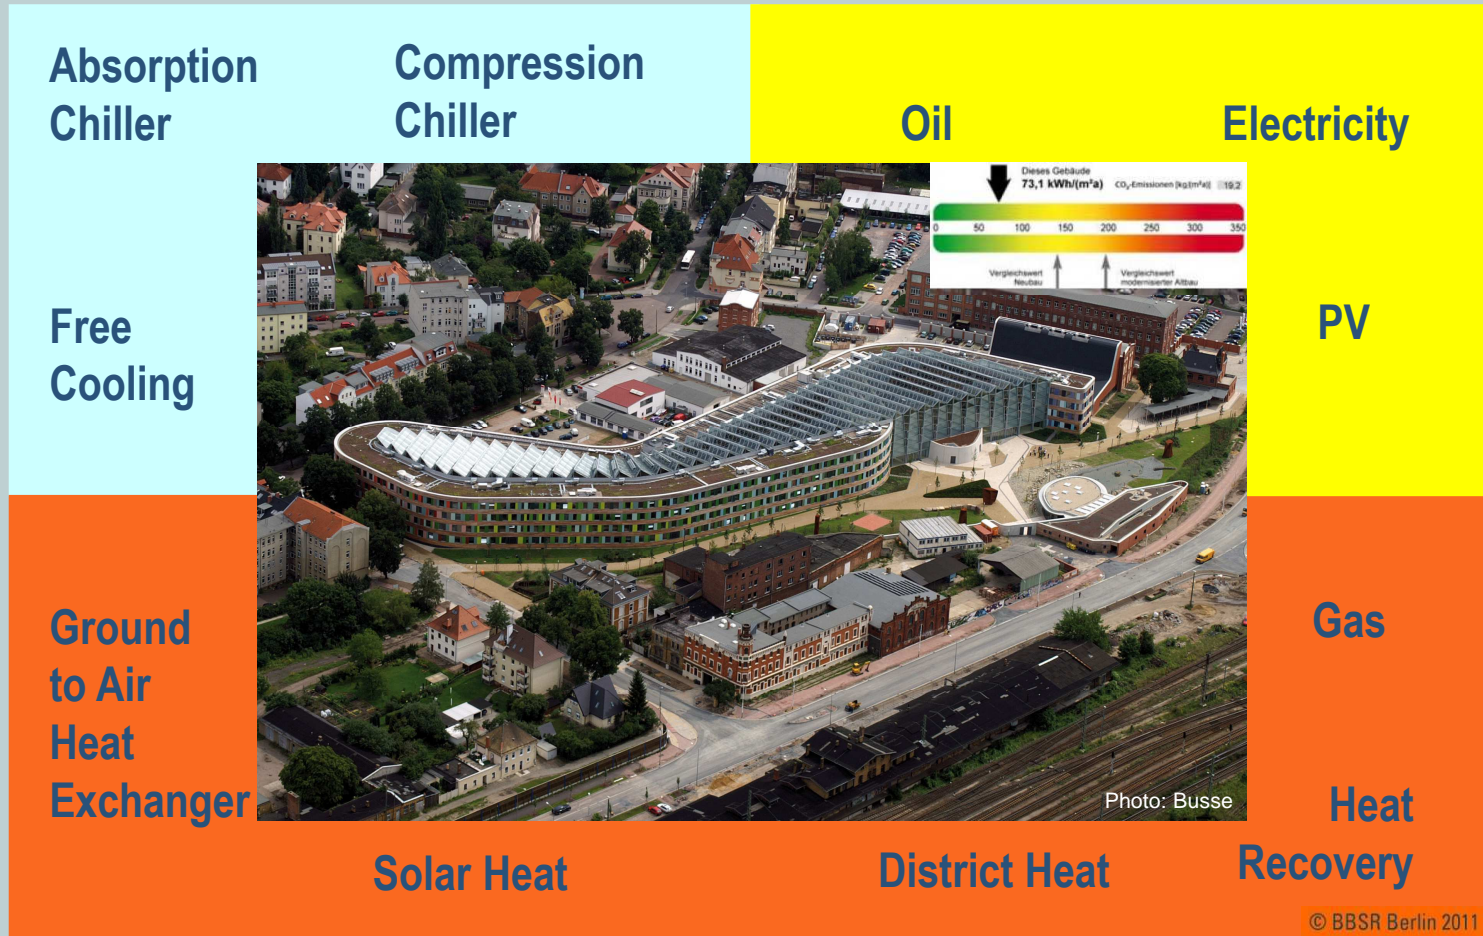 Absorption
Chiller
Compression
Chiller
Oil
Electricity
Dieses Gebäude
73,1 kWh/(m²a)
CO₂-Emissionen [kg/(m²a)]
19,2
0 50 100 150 200 250 300 350
Vergleichswert
Neubau
Vergleichswert
modernisierter Altbau
Free
Cooling
PV
Ground
to Air
Heat
Exchanger
Gas
Photo: Busse
Heat
Recovery
Solar Heat
District Heat
© BBSR Berlin 2011